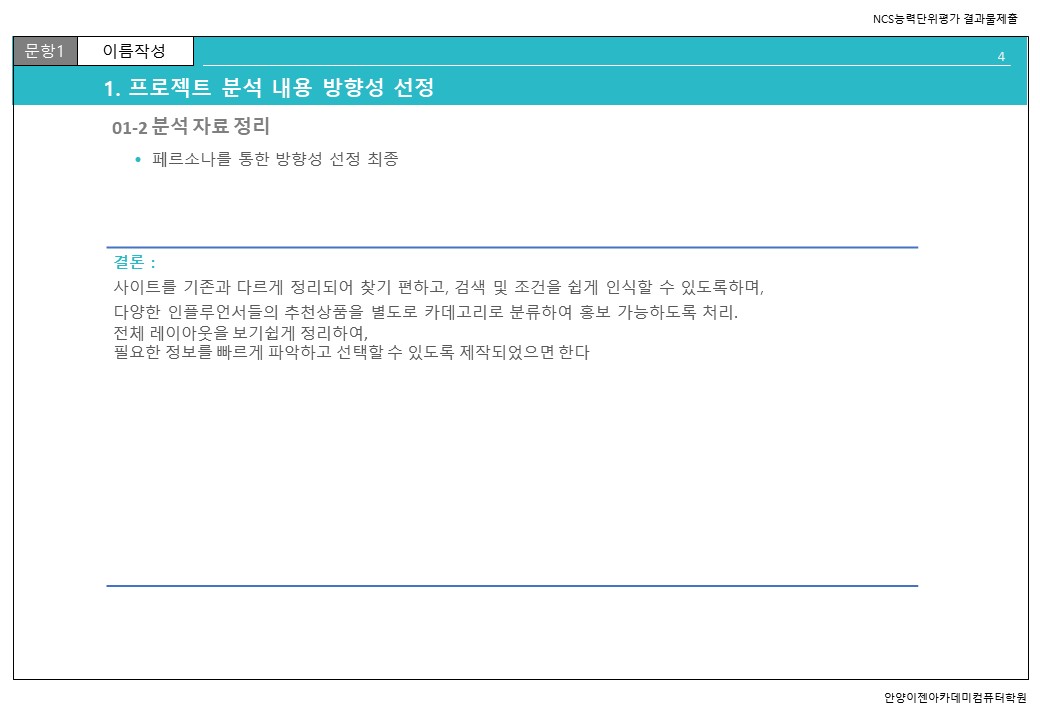 NCS능력단위평가 결과물제출
문항1 이름작성
4
1. 프로젝트 분석 내용 방향성 선정
01-2 분석 자료 정리
• 페르소나를 통한 방향성 선정 최종
결론 :
사이트를 기존과 다르게 정리되어 찾기 편하고, 검색 및 조건을 쉽게 인식할 수 있도록하며,
다양한 인플루언서들의 추천상품을 별도로 카데고리로 분류하여 홍보 가능하도록 처리.
전체 레이아웃을 보기쉽게 정리하여,
필요한 정보를 빠르게 파악하고 선택할 수 있도록 제작되었으면 한다
안양이젠아카데미컴퓨터학원